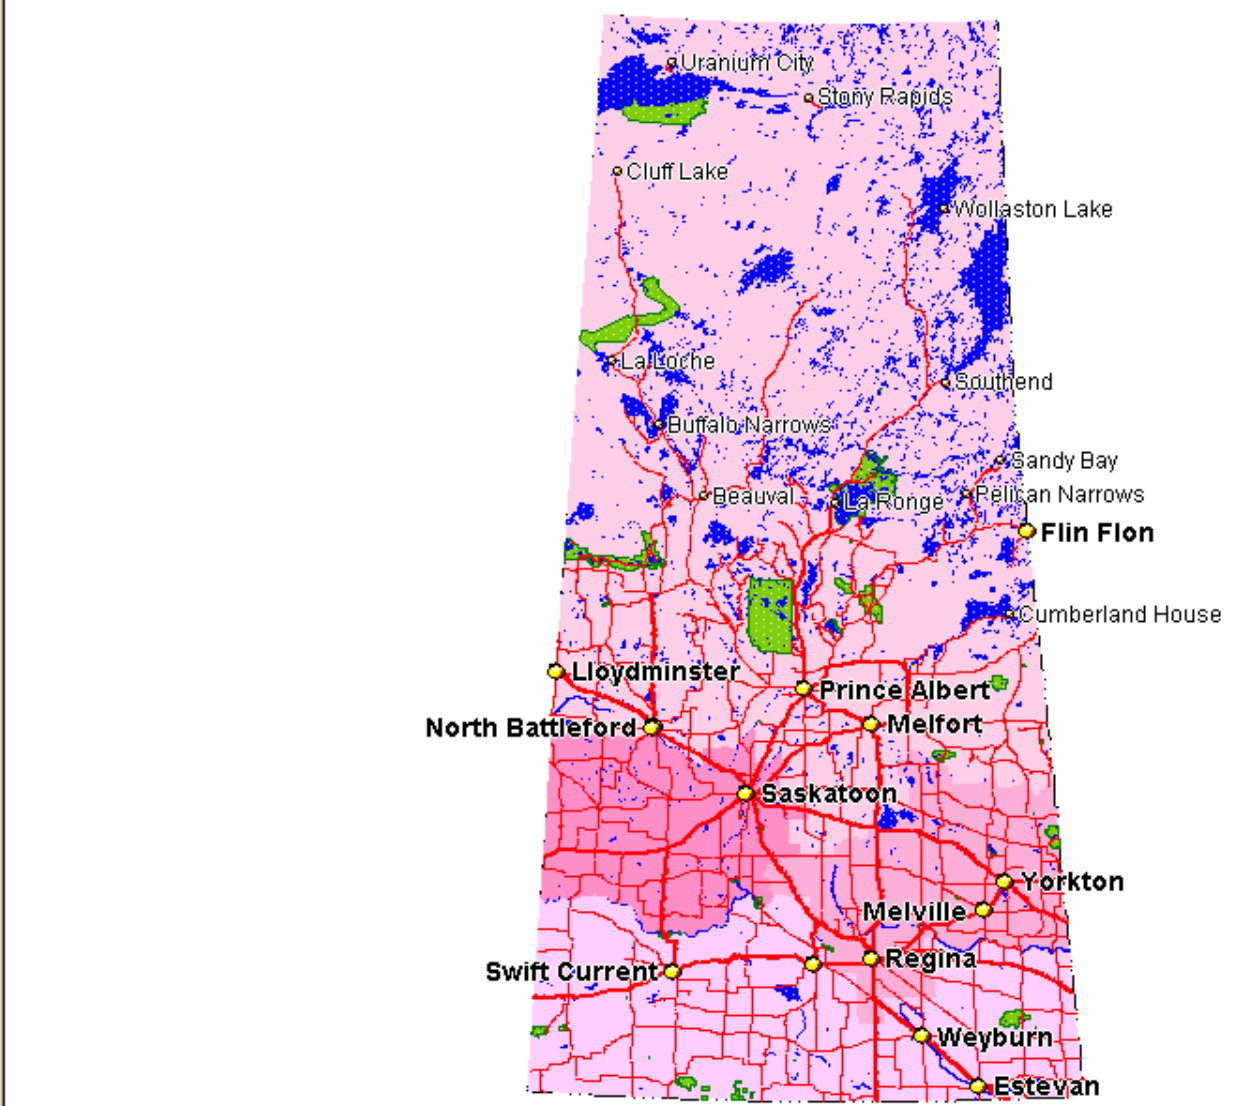 Uranium City
Stony Rapids
Cluff Lake
Wollaston Lake
La Loche
Southend
Buffalo Narrows
Sandy Bay
Beauval
La Ronge
Pelican Narrows
Flin Flon
Cumberland House
Lloydminster
Prince Albert
North Battleford
Melfort
Saskatoon
Yorkton
Melville
Regina
Swift Current
Weyburn
Estevan